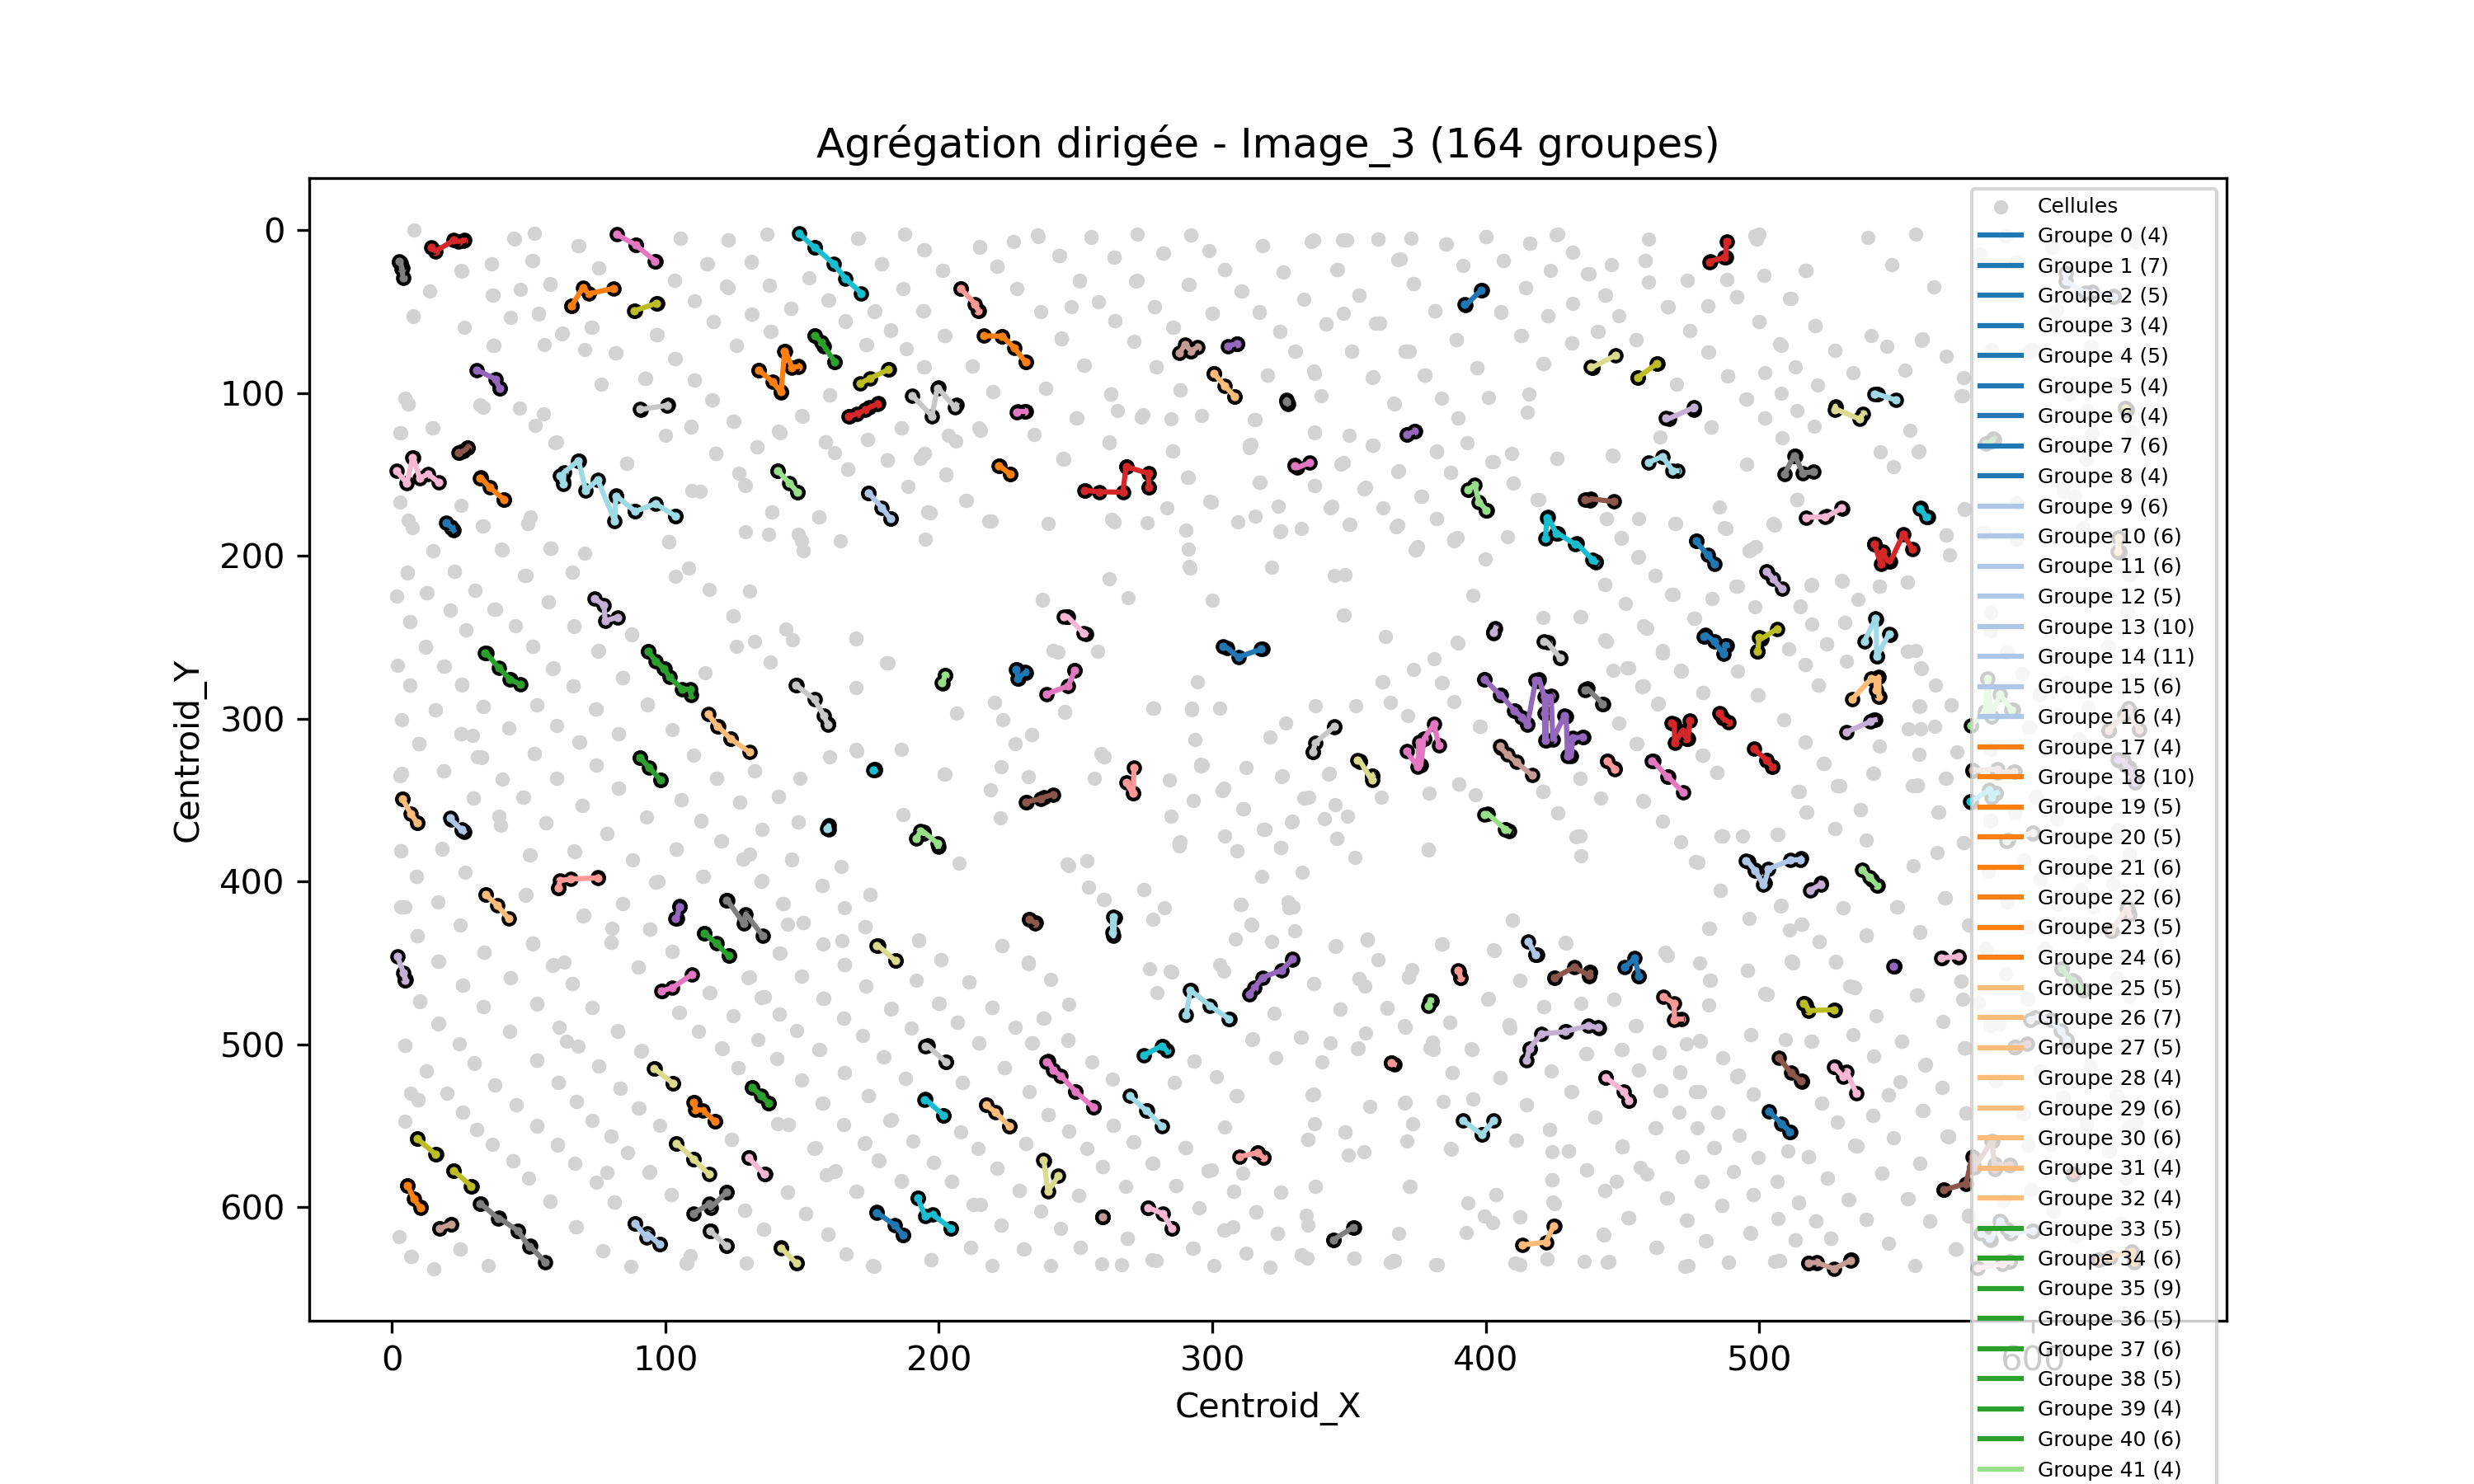 Agrégation dirigée - Image_3 (164 groupes)
Centroid_Y
0
100
200
300
400
500
600
0
100
200
300
400
500
600
Centroid_X
Cellules
Groupe 0 (4)
Groupe 1 (7)
Groupe 2 (5)
Groupe 3 (4)
Groupe 4 (5)
Groupe 5 (4)
Groupe 6 (4)
Groupe 7 (6)
Groupe 8 (4)
Groupe 9 (6)
Groupe 10 (6)
Groupe 11 (6)
Groupe 12 (5)
Groupe 13 (10)
Groupe 14 (11)
Groupe 15 (6)
Groupe 16 (4)
Groupe 17 (4)
Groupe 18 (10)
Groupe 19 (5)
Groupe 20 (5)
Groupe 21 (6)
Groupe 22 (6)
Groupe 23 (5)
Groupe 24 (6)
Groupe 25 (5)
Groupe 26 (7)
Groupe 27 (5)
Groupe 28 (4)
Groupe 29 (6)
Groupe 30 (6)
Groupe 31 (4)
Groupe 32 (4)
Groupe 33 (5)
Groupe 34 (6)
Groupe 35 (9)
Groupe 36 (5)
Groupe 37 (6)
Groupe 38 (5)
Groupe 39 (4)
Groupe 40 (6)
Groupe 41 (4)